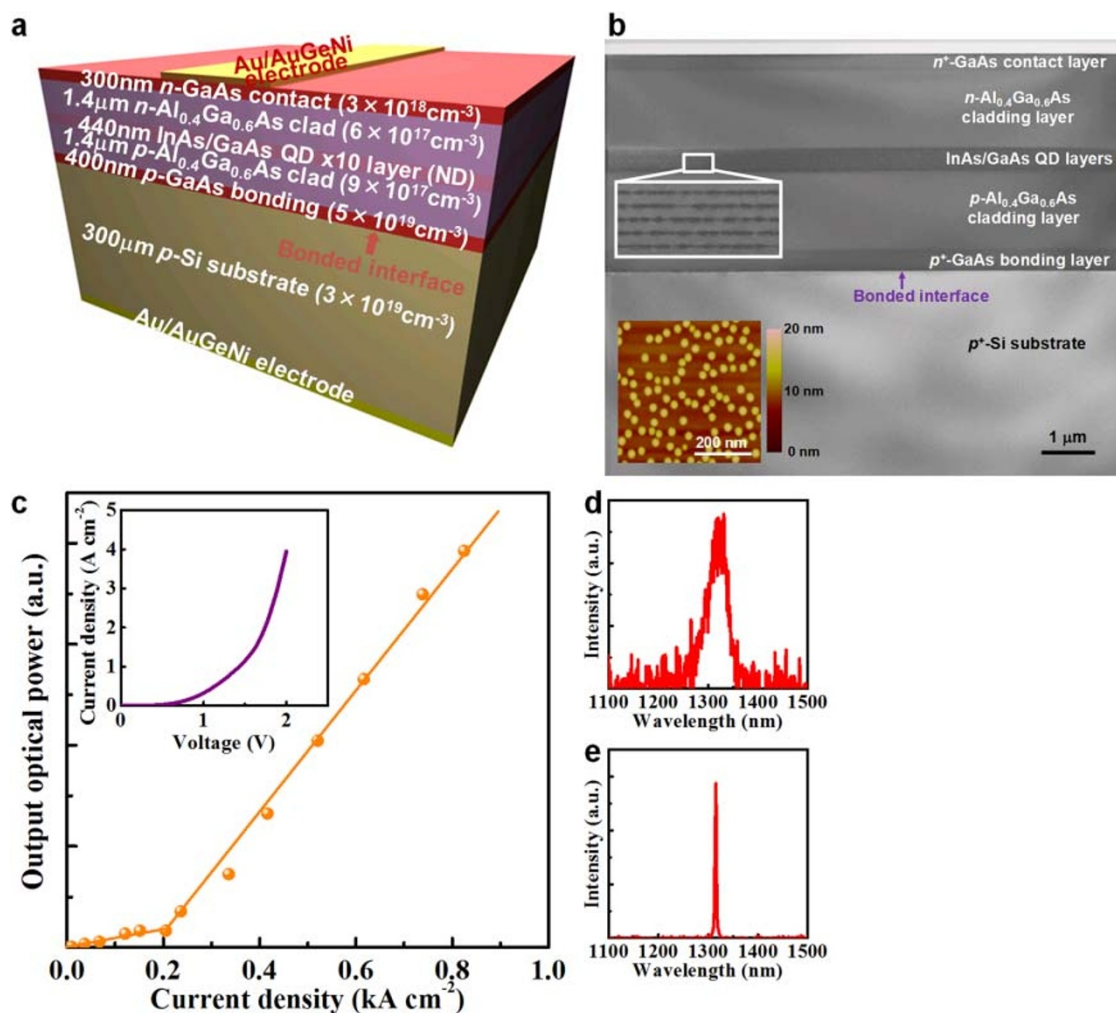 a
Au/AuGeNi
electrode
300nm n-GaAs contact (3 × 10¹⁸cm⁻³)
1.4μm n-Al₀.₄Ga₀.₆As clad (6 × 10¹⁷cm⁻³)
440nm InAs/GaAs QD x10 layer (ND)
1.4μm p-Al₀.₄Ga₀.₆As clad (9 × 10¹⁷cm⁻³)
400nm p-GaAs bonding (5 × 10¹⁹cm⁻³)
Bonded interface
300μm p-Si substrate (3 × 10¹⁹cm⁻³)
Au/AuGeNi electrode
b
n⁺-GaAs contact layer
n-Al₀.₄Ga₀.₆As
cladding layer
InAs/GaAs QD layers
p-Al₀.₄Ga₀.₆As
cladding layer
p⁺-GaAs bonding layer
Bonded interface
p⁺-Si substrate
20 nm
10 nm
0 nm
200 nm
1 μm
c
Output optical power (a.u.)
0.0 0.2 0.4 0.6 0.8 1.0
Current density (kA cm⁻²)
Current density (A cm⁻²)
5
4
3
2
1
0
0 1 2
Voltage (V)
d
Intensity (a.u.)
1100 1200 1300 1400 1500
Wavelength (nm)
e
Intensity (a.u.)
1100 1200 1300 1400 1500
Wavelength (nm)